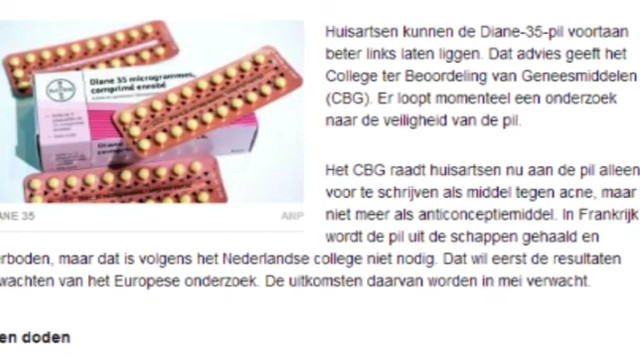 Diane 35 microgrammes,
comprimé enrobé
Diane
comprimé
ANE 35
ANP
Huisartsen kunnen de Diane-35-pil voortaan
beter links laten liggen. Dat advies geeft het
College ter Beoordeling van Geneesmiddelen
(CBG). Er loopt momenteel een onderzoek
naar de veiligheid van de pil.
Het CBG raadt huisartsen nu aan de pil alleen
voor te schrijven als middel tegen acne, maar
niet meer als anticonceptiemiddel. In Frankrijk
wordt de pil uit de schappen gehaald en
erboden, maar dat is volgens het Nederlandse college niet nodig. Dat wil eerst de resultaten
wachten van het Europese onderzoek. De uitkomsten daarvan worden in mei verwacht.
en doden